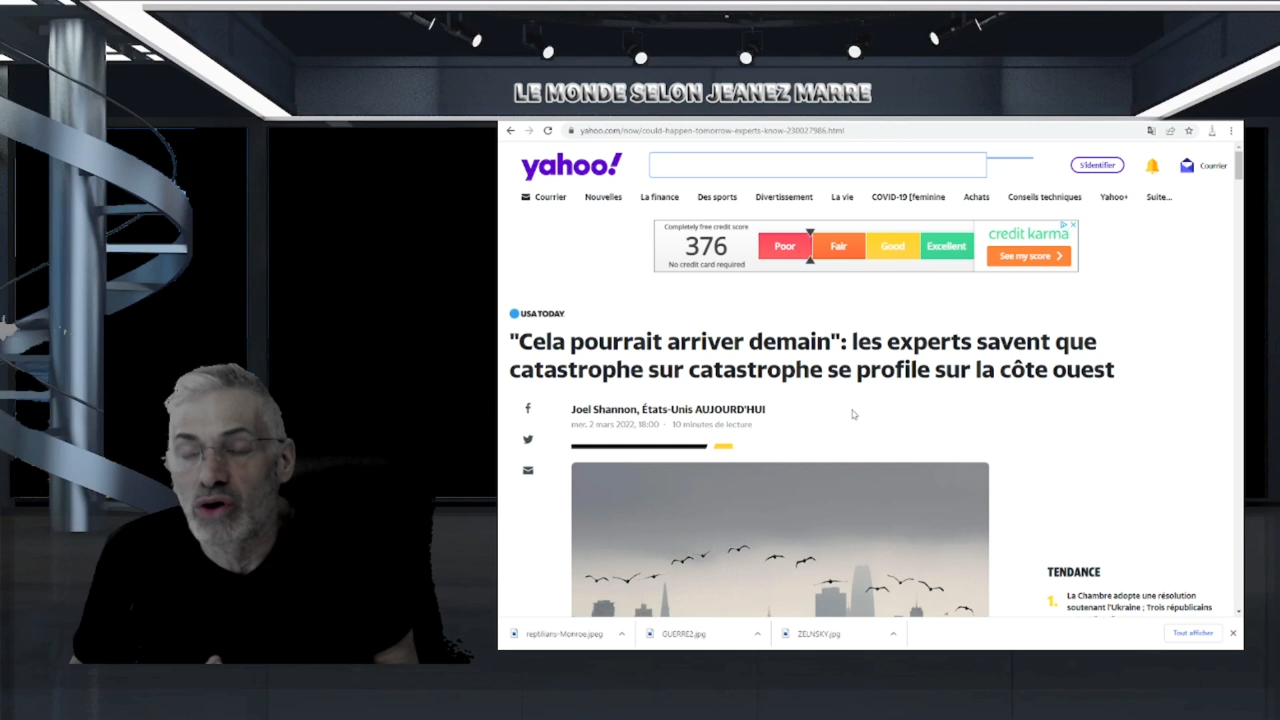 LE MONDE SELON JEANEZ MARRE
yahoo.com/now/could-happen-tomorrow-experts-know-230027986.html
yahoo!
S'identifier
Courrier
Courrier Nouvelles La finance Des sports Divertissement La vie COVID-19 [feminine Achats Conseils techniques Yahoo+ Suite...
Completely free credit score
376
No credit card required
Poor Fair Good Excellent
credit karma
See my score
USA TODAY
"Cela pourrait arriver demain": les experts savent que
catastrophe sur catastrophe se profile sur la côte ouest
Joel Shannon, États-Unis AUJOURD'HUI
mer. 2 mars 2022, 18:00 · 10 minutes de lecture
TENDANCE
1. La Chambre adopte une résolution
soutenant l'Ukraine ; Trois républicains
reptilians-Monroe.jpeg GUERRE2.jpg ZELNSKY.jpg Tout afficher